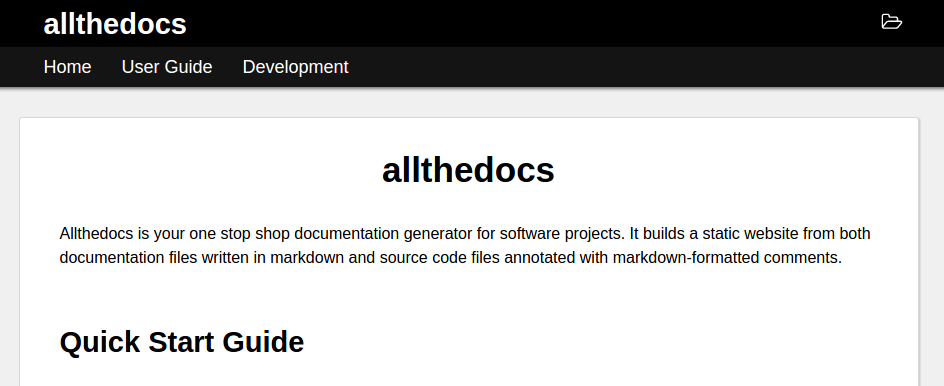 allthedocs
Home User Guide Development
allthedocs
Allthedocs is your one stop shop documentation generator for software projects. It builds a static website from both
documentation files written in markdown and source code files annotated with markdown-formatted comments.
Quick Start Guide